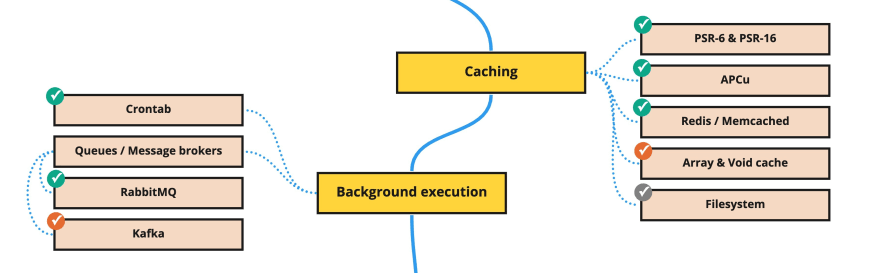 Caching
PSR-6 & PSR-16
APCu
Redis / Memcached
Array & Void cache
Filesystem
Background execution
Crontab
Queues / Message brokers
RabbitMQ
Kafka